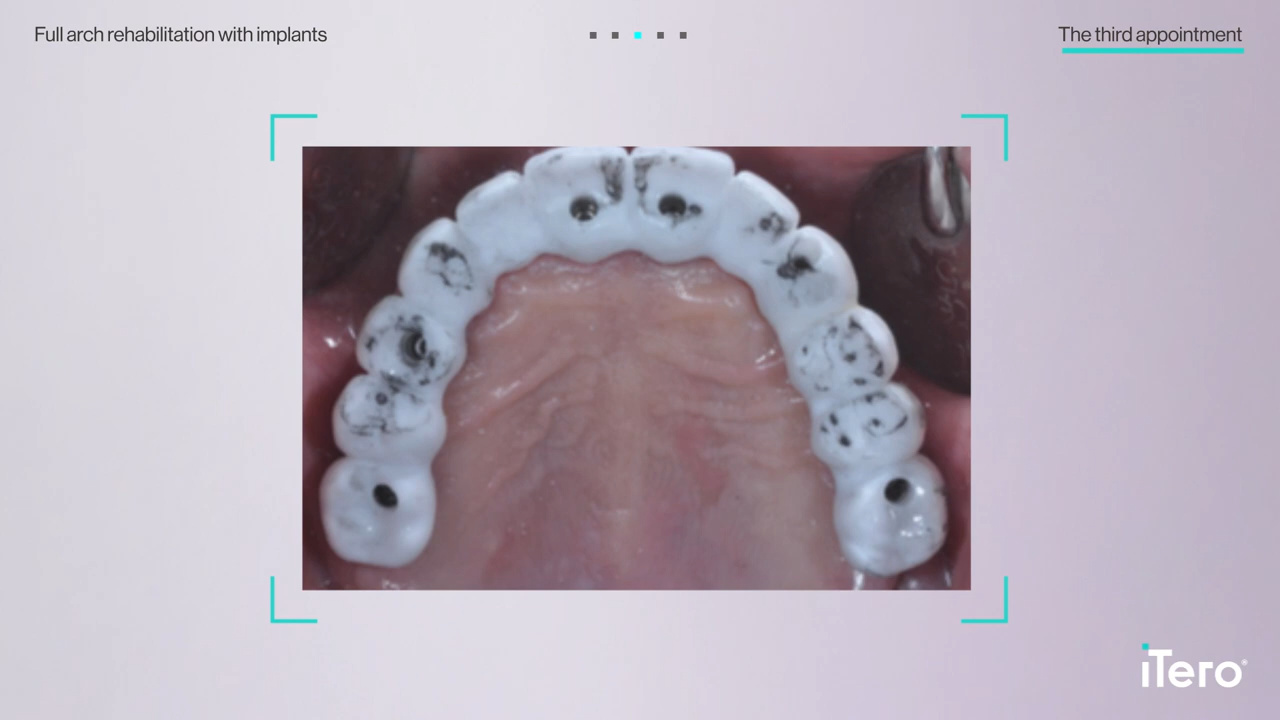 Full arch rehabilitation with implants
The third appointment
iTero®